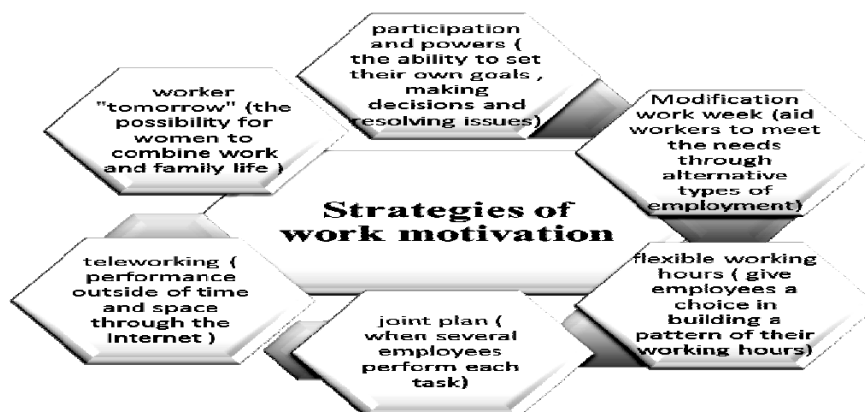 participation
and powers (
the ability to set
their own goals ,
making
decisions and
resolving issues)
worker
"tomorrow" (the
possibility for
women to
combine work
and family life )
Modification
work week (aid
workers to meet
the needs
through
alternative
types of
employment)
Strategies of
work motivation
teleworking (
performance
outside of time
and space
through the
Internet )
flexible working
hours ( give
employees a
choice in
building a
pattern of their
working hours)
joint plan (
when several
employees
perform each
task)